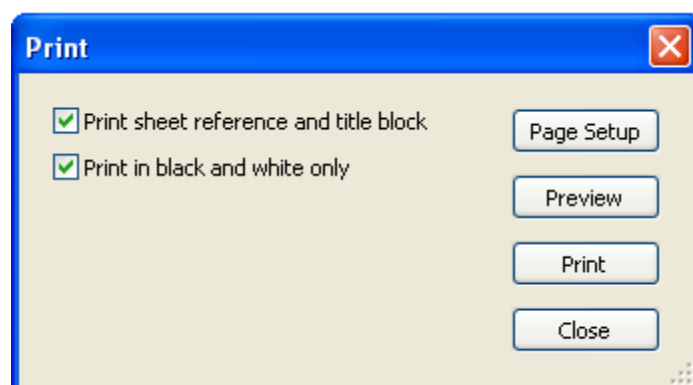 Print
Print sheet reference and title block
Print in black and white only
Page Setup
Preview
Print
Close